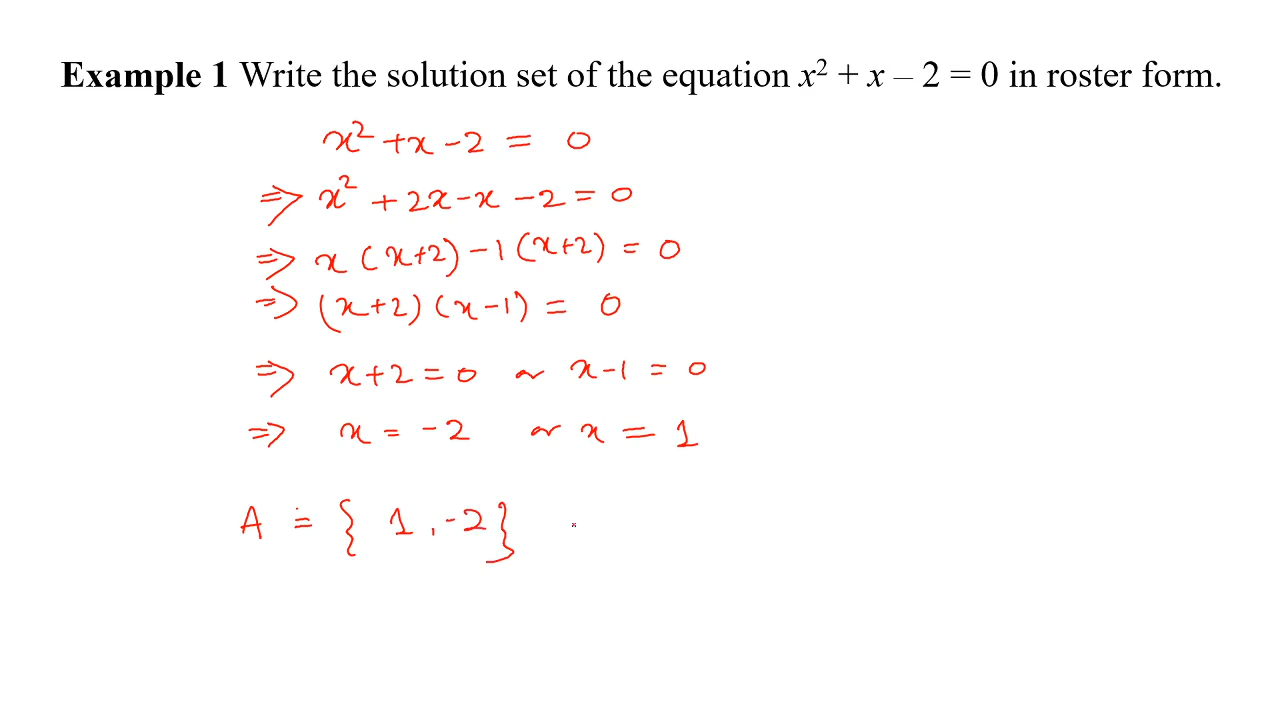 Example 1 Write the solution set of the equation x² + x – 2 = 0 in roster form.
x² + x - 2 = 0
⇒ x² + 2x - x - 2 = 0
⇒ x (x+2) - 1 (x+2) = 0
⇒ (x+2) (x-1) = 0
⇒ x+2 = 0 or x-1 = 0
⇒ x = -2 or x = 1
A = { 1, -2}